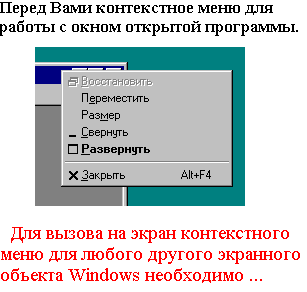 Перед Вами контекстное меню для
работы с окном открытой программы.
Восстановить
Переместить
Размер
Свернуть
Развернуть
Закрыть Alt+F4
Для вызова на экран контекстного
меню для любого другого экранного
объекта Windows необходимо ...